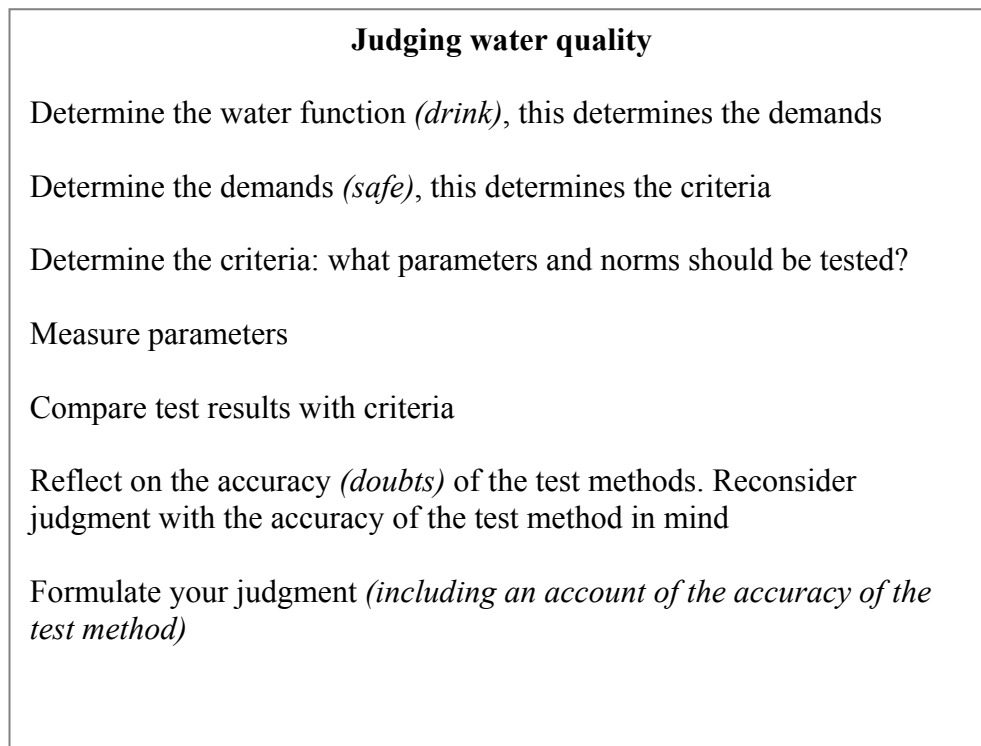 Judging water quality
Determine the water function (drink), this determines the demands
Determine the demands (safe), this determines the criteria
Determine the criteria: what parameters and norms should be tested?
Measure parameters
Compare test results with criteria
Reflect on the accuracy (doubts) of the test methods. Reconsider
judgment with the accuracy of the test method in mind
Formulate your judgment (including an account of the accuracy of the
test method)